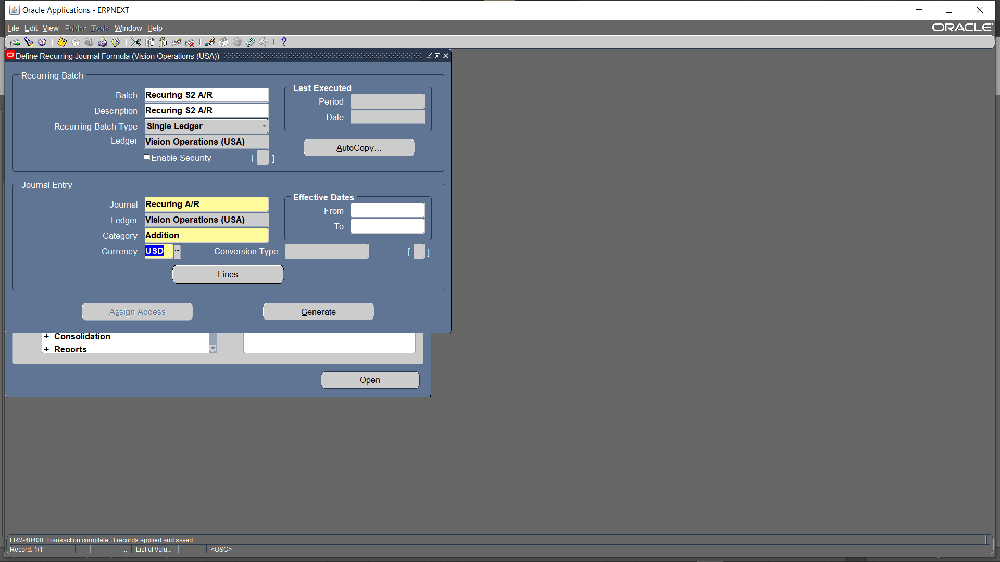 Oracle Applications - ERPNEXT
File Edit View Folder Tools Window Help
ORACLE
Define Recurring Journal Formula (Vision Operations (USA))
Recurring Batch
Batch Recuring S2 A/R
Description Recuring S2 A/R
Recurring Batch Type Single Ledger
Ledger Vision Operations (USA)
Enable Security [ ]
Last Executed
Period
Date
AutoCopy...
Journal Entry
Journal Recuring A/R
Ledger Vision Operations (USA)
Category Addition
Currency USD ...
Conversion Type [ ]
Effective Dates
From
To
Lines
Assign Access
Generate
+ Consolidation
+ Reports
Open
FRM-40400: Transaction complete: 3 records applied and saved.
Record: 1/1 ... List of Valu... <OSC>